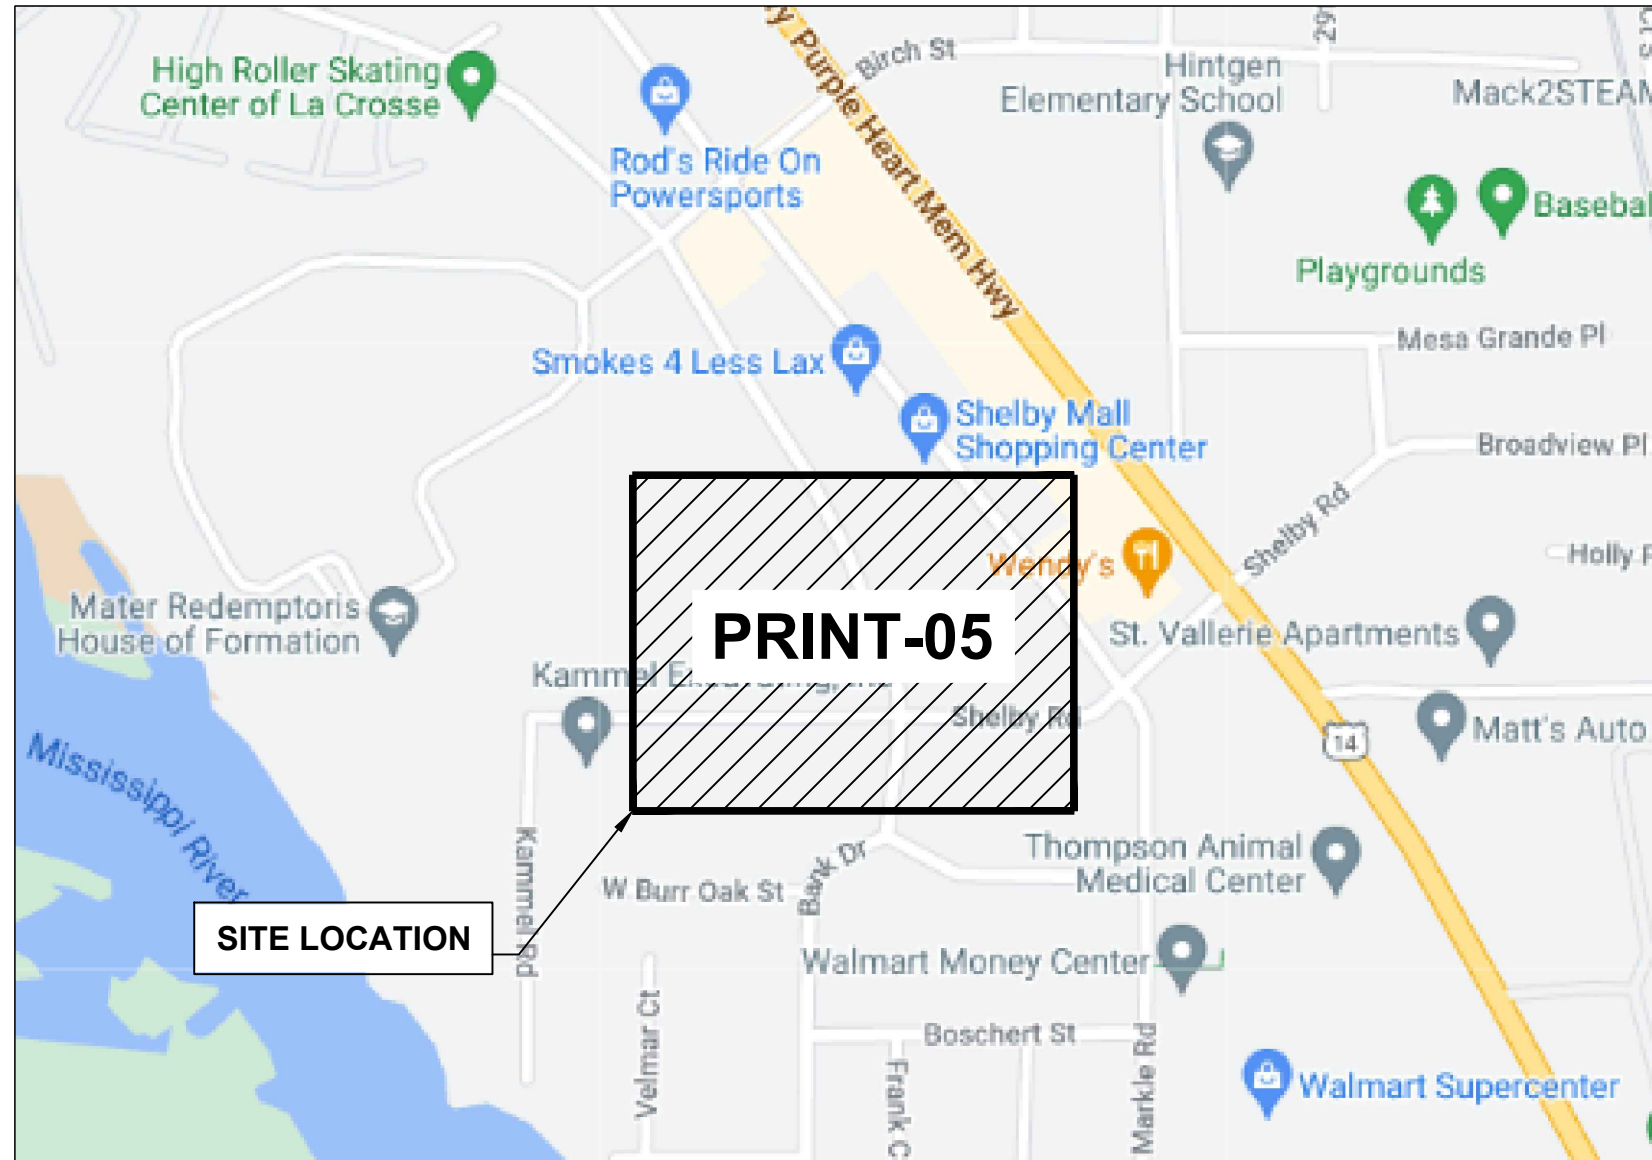 Purple Heart Mem Hwy
Birch St
29
High Roller Skating
Center of La Crosse
Rod's Ride On
Powersports
Hintgen
Elementary School
Mack2STEAM
Playgrounds
Basebal
Mesa Grande Pl
Smokes 4 Less Lax
Shelby Mall
Shopping Center
Broadview Pl
Shelby Rd
Wendy's
Holly
Mater Redemptoris
House of Formation
PRINT-05
St. Vallerie Apartments
Kammel
Shelby Rd
14
Matt's Auto
Mississippi River
Kammel Rd
Bank Dr
W Burr Oak St
Thompson Animal
Medical Center
SITE LOCATION
Walmart Money Center
Velmar Ct
Boschert St
Frank C
Markle Rd
Walmart Supercenter